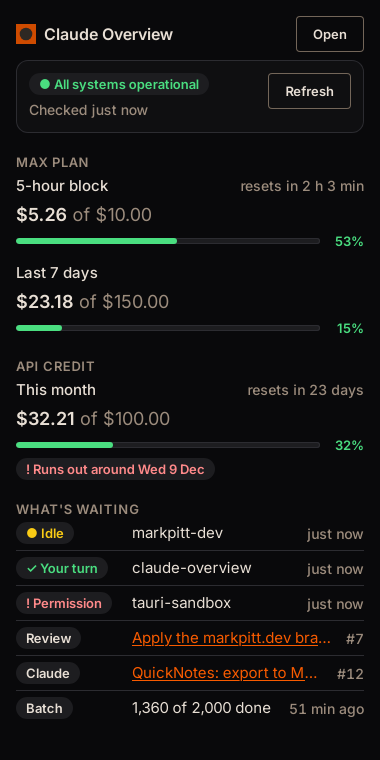 Claude Overview
Open
All systems operational
Refresh
Checked just now
MAX PLAN
5-hour block resets in 2 h 3 min
$5.26 of $10.00
53%
Last 7 days
$23.18 of $150.00
15%
API CREDIT
This month resets in 23 days
$32.21 of $100.00
32%
! Runs out around Wed 9 Dec
WHAT'S WAITING
Idle markpitt-dev just now
✓ Your turn claude-overview just now
! Permission tauri-sandbox just now
Review Apply the markpitt.dev bra... #7
Claude QuickNotes: export to M... #12
Batch 1,360 of 2,000 done 51 min ago